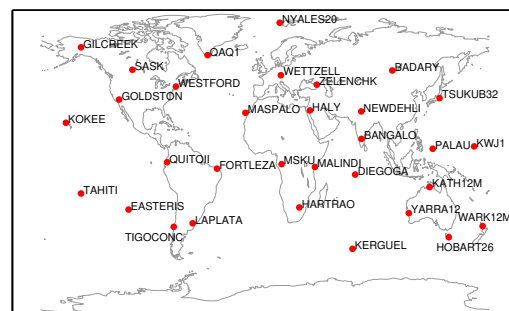 NYALES20
GILCREEK
QAQ1
SASK
WETTZELL
BADARY
WESTFORD
ZELENCHK
GOLDSTON
TSUKUB32
MASPALO
HALY
NEWDEHLI
KOKEE
BANGALO
PALAU
KWJ1
QUITOII
FORTLEZA
MSKU
MALINDI
DIEGOGA
KATH12M
TAHITI
EASTERIS
HARTRAO
YARRA12
LAPLATA
WARK12M
TIGOCONC
KERGUEL
HOBART26